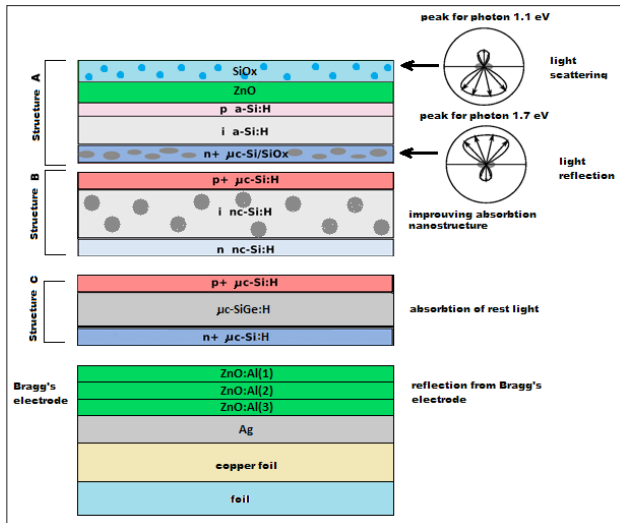 peak for photon 1.1 eV
SiOx
light
scattering
ZnO
p a-Si:H
i a-Si:H
n+ µc-Si/SiOx
Structure A
peak for photon 1.7 eV
light
reflection
p+ µc-Si:H
i nc-Si:H
n nc-Si:H
Structure B
improuving absorbtion
nanostructure
p+ µc-Si:H
µc-SiGe:H
n+ µc-Si:H
Structure C
absorbtion of rest light
Bragg's
electrode
ZnO:Al(1)
ZnO:Al(2)
ZnO:Al(3)
reflection from Bragg's
electrode
Ag
copper foil
foil